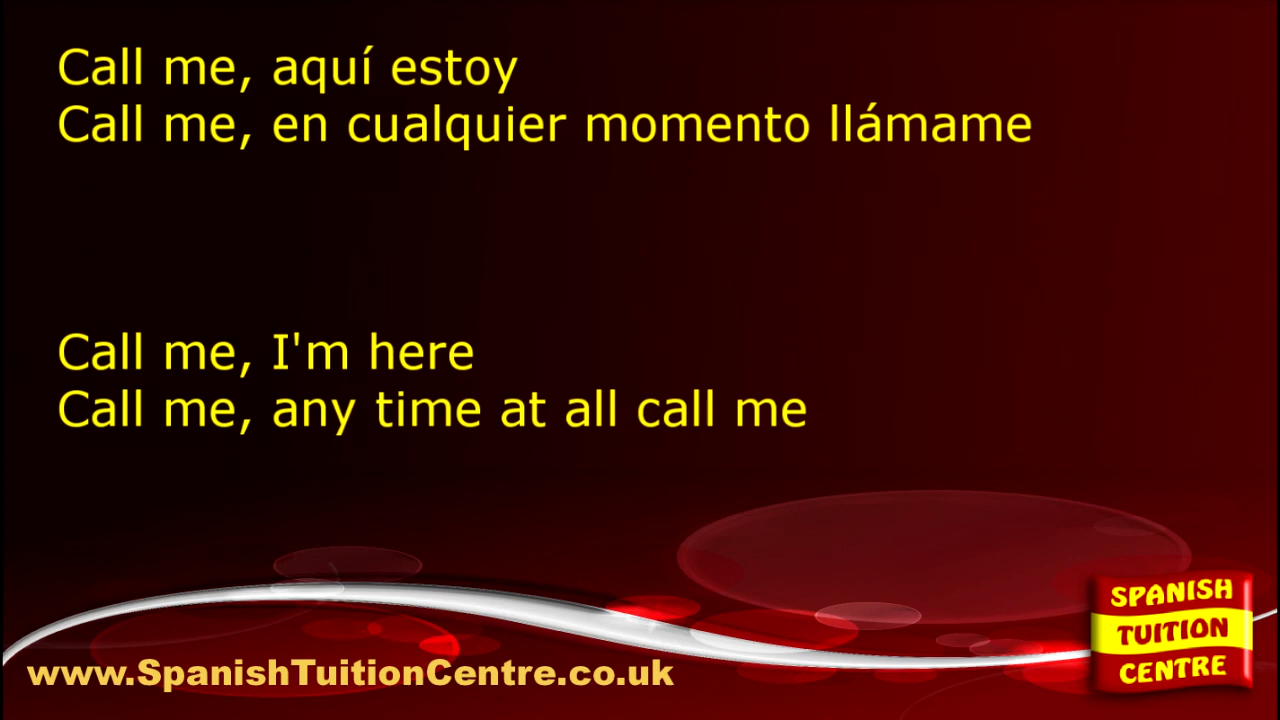 Call me, aquí estoy
Call me, en cualquier momento llámame
Call me, I'm here
Call me, any time at all call me
SPANISH
TUITION
CENTRE
www.SpanishTuitionCentre.co.uk